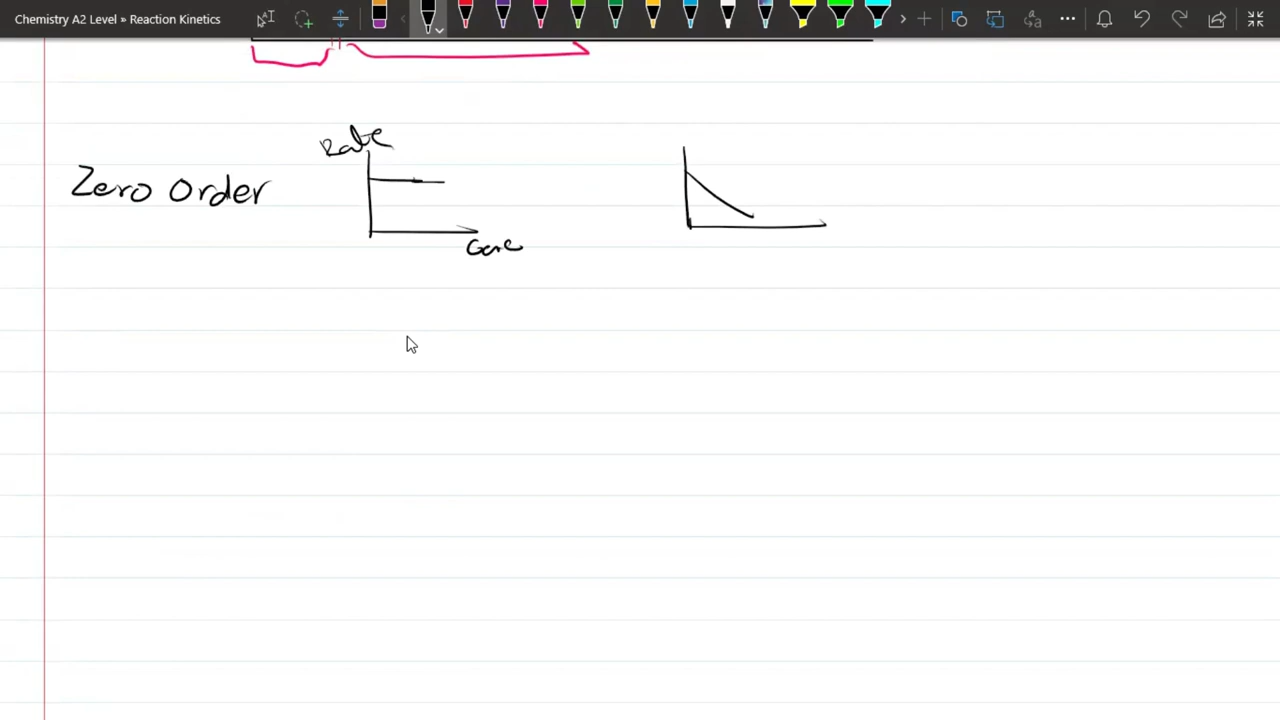 Chemistry A2 Level » Reaction Kinetics
Rate
Zero Order
Conc